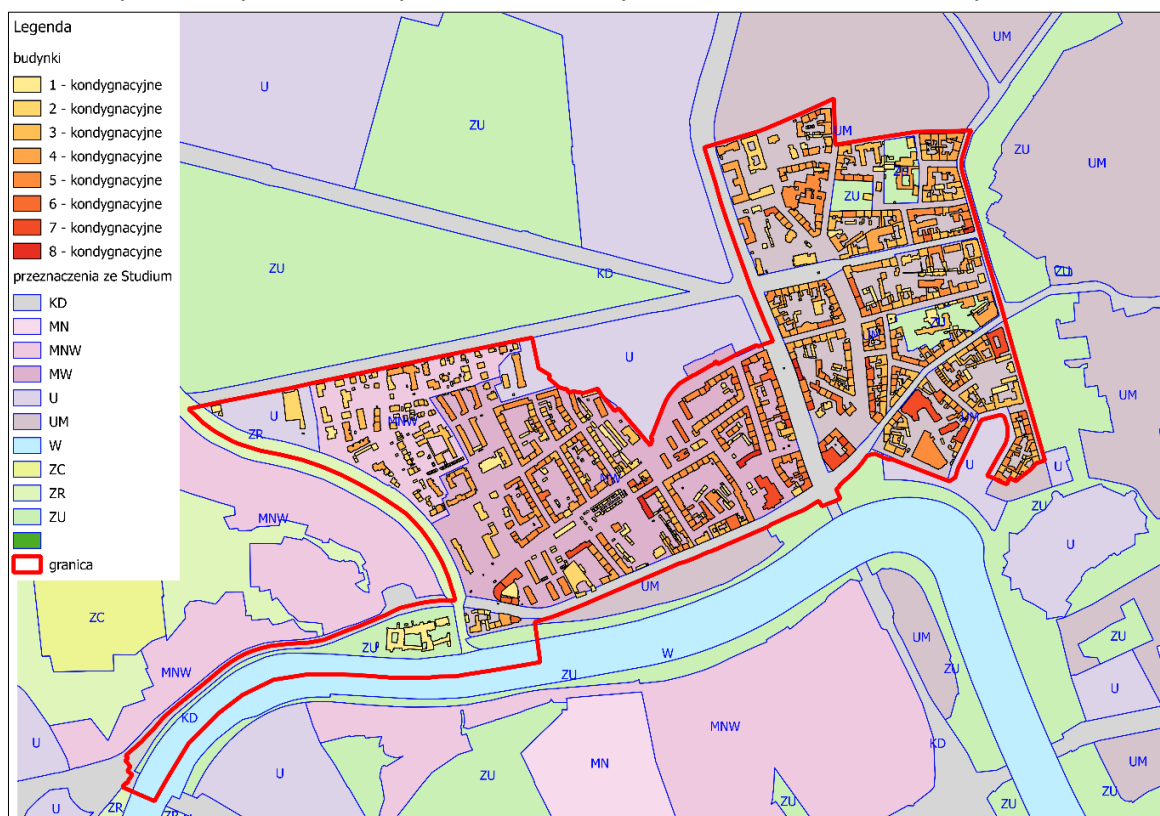 Legenda
budynki
1 - kondygnacyjne
2 - kondygnacyjne
3 - kondygnacyjne
4 - kondygnacyjne
5 - kondygnacyjne
6 - kondygnacyjne
7 - kondygnacyjne
8 - kondygnacyjne
przeznaczenia ze Studium
KD
MN
MNW
MW
U
UM
W
ZC
ZR
ZU
granica
UM
U
ZU
UM
ZU
UM
ZU
ZU
ZU
KD
ZU
ZU
U
UM
U
MNW
UM
ZR
MW
U
U
ZU
MNW
U
UM
ZC
UM
ZU
ZU
MNW
ZU
W
ZU
U
KD
MNW
U
KD
UM
U
ZU
MN
ZU
U
ZR
ZR
ZU
ZU